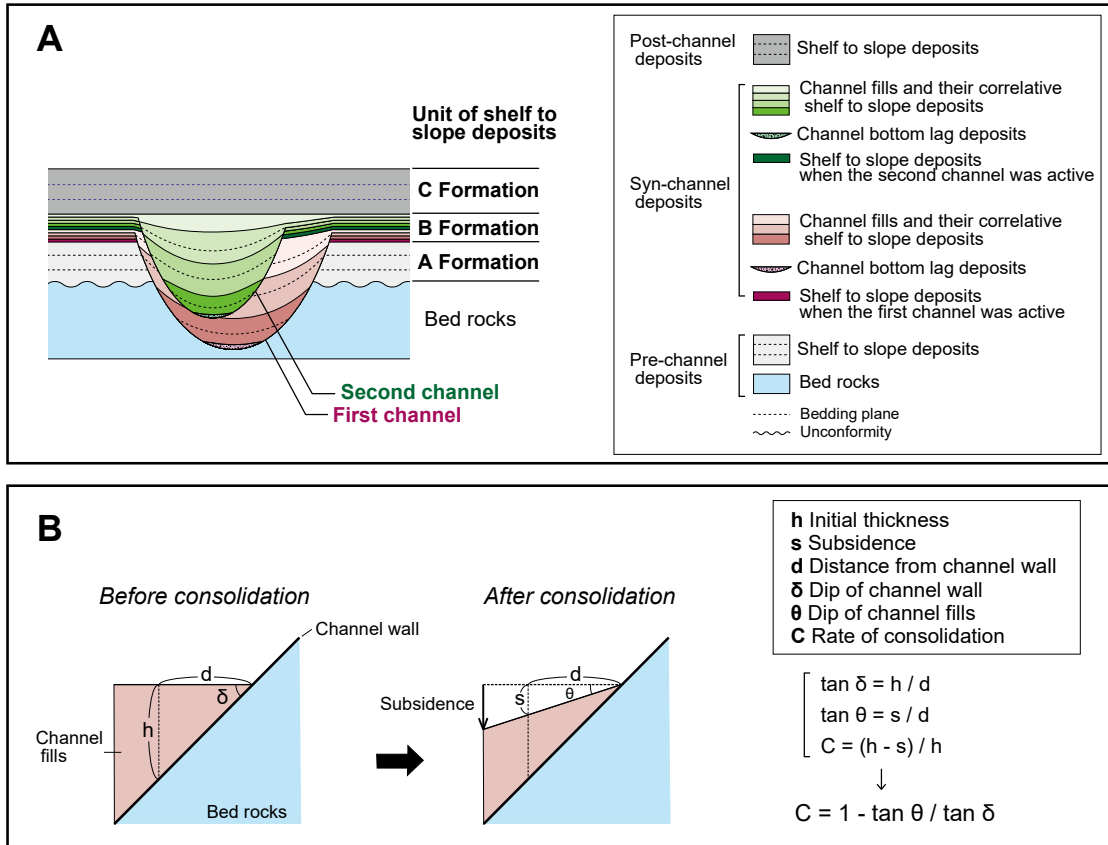 A
Unit of shelf to
slope deposits
C Formation
B Formation
A Formation
Bed rocks
Second channel
First channel
Post-channel
deposits
Shelf to slope deposits
Syn-channel
deposits
Channel fills and their correlative
shelf to slope deposits
Channel bottom lag deposits
Shelf to slope deposits
when the second channel was active
Channel fills and their correlative
shelf to slope deposits
Channel bottom lag deposits
Shelf to slope deposits
when the first channel was active
Pre-channel
deposits
Shelf to slope deposits
Bed rocks
Bedding plane
Unconformity
B
Before consolidation
Channel wall
d
δ
h
Channel
fills
Bed rocks
After consolidation
d
θ
s
Subsidence
h Initial thickness
s Subsidence
d Distance from channel wall
δ Dip of channel wall
θ Dip of channel fills
C Rate of consolidation
tan δ = h / d
tan θ = s / d
C = (h - s) / h
↓
C = 1 - tan θ / tan δ